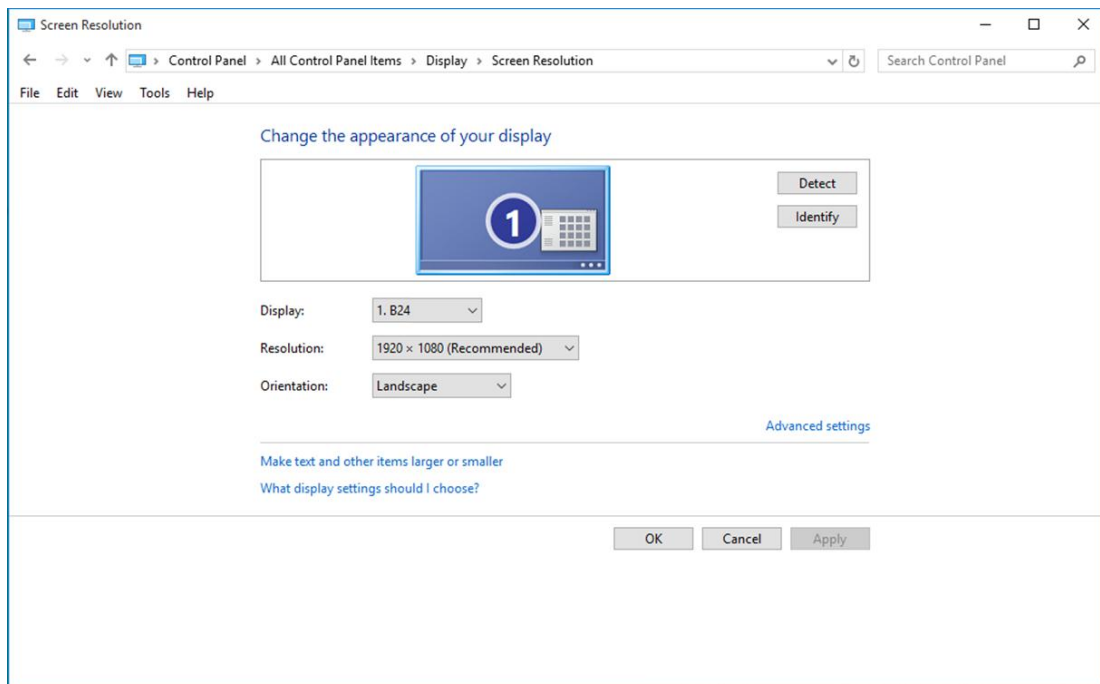 Screen Resolution
Control Panel > All Control Panel Items > Display > Screen Resolution
Search Control Panel
File Edit View Tools Help
Change the appearance of your display
1
Detect
Identify
Display: 1. B24
Resolution: 1920 × 1080 (Recommended)
Orientation: Landscape
Advanced settings
Make text and other items larger or smaller
What display settings should I choose?
OK Cancel Apply